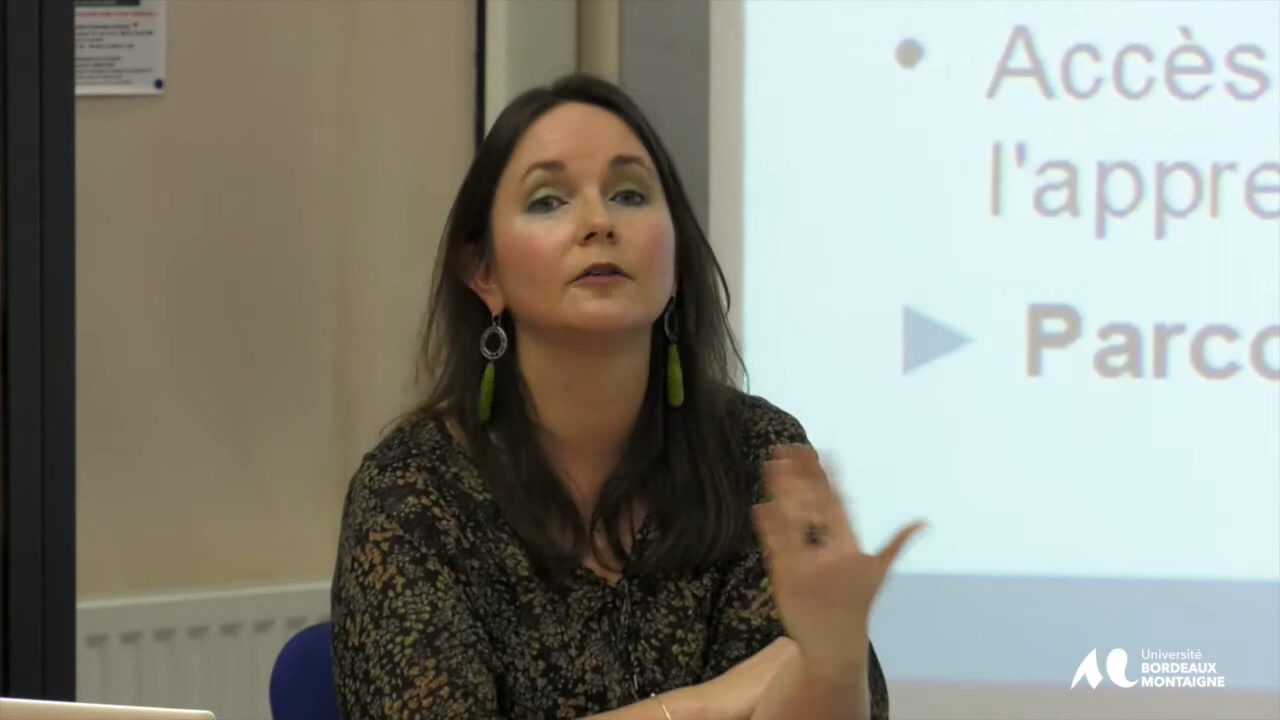 Accès
l'appre
Parco
Université
BORDEAUX
MONTAIGNE